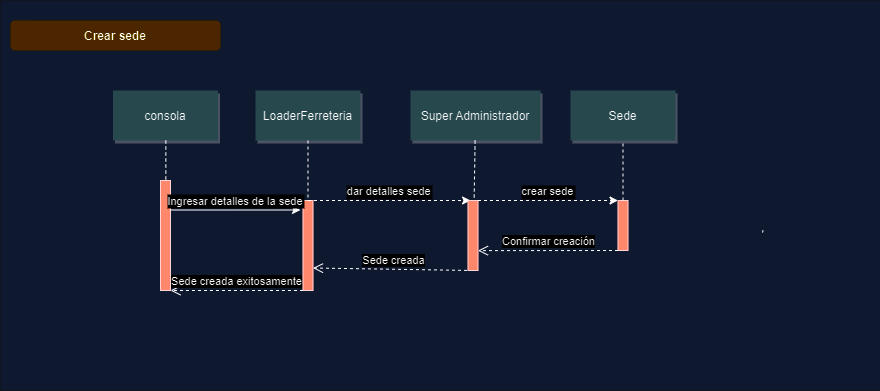 Crear sede
consola
LoaderFerreteria
Super Administrador
Sede
dar detalles sede
crear sede
Ingresar detalles de la sede
Confirmar creación
Sede creada
Sede creada exitosamente